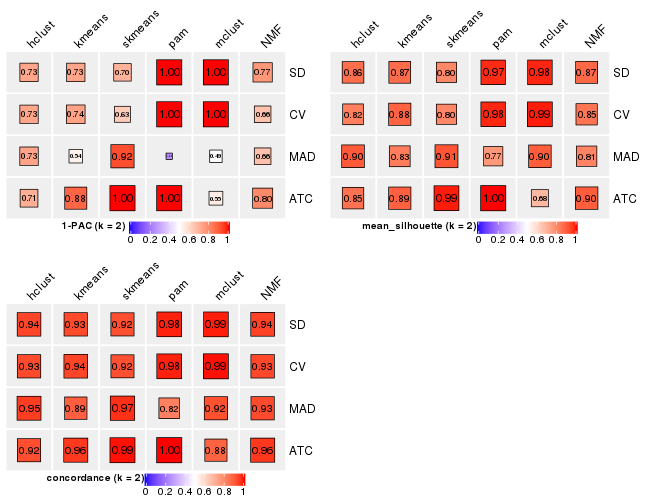 hclust kmeans skmeans pam mclust NMF
0.73 0.73 0.70 1.00 1.00 0.77 SD
0.73 0.74 0.63 1.00 1.00 0.66 CV
0.73 0.54 0.92 0.49 0.66 MAD
0.71 0.88 1.00 1.00 0.55 0.80 ATC
1-PAC (k = 2) 0 0.2 0.4 0.6 0.8 1
hclust kmeans skmeans pam mclust NMF
0.86 0.87 0.80 0.97 0.98 0.87 SD
0.82 0.88 0.80 0.98 0.99 0.85 CV
0.90 0.83 0.91 0.77 0.90 0.81 MAD
0.85 0.89 0.99 1.00 0.68 0.90 ATC
mean_silhouette (k = 2) 0 0.2 0.4 0.6 0.8 1
hclust kmeans skmeans pam mclust NMF
0.94 0.93 0.92 0.98 0.99 0.94 SD
0.93 0.94 0.92 0.98 0.99 0.93 CV
0.95 0.89 0.97 0.82 0.92 0.93 MAD
0.92 0.96 0.99 1.00 0.88 0.96 ATC
concordance (k = 2) 0 0.2 0.4 0.6 0.8 1